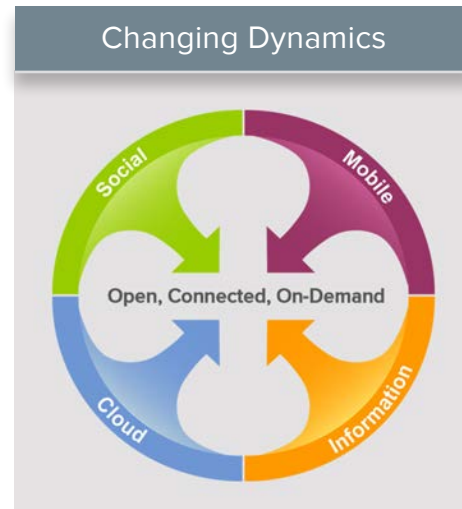 Changing Dynamics
Social
Mobile
Open, Connected, On-Demand
Cloud
Information